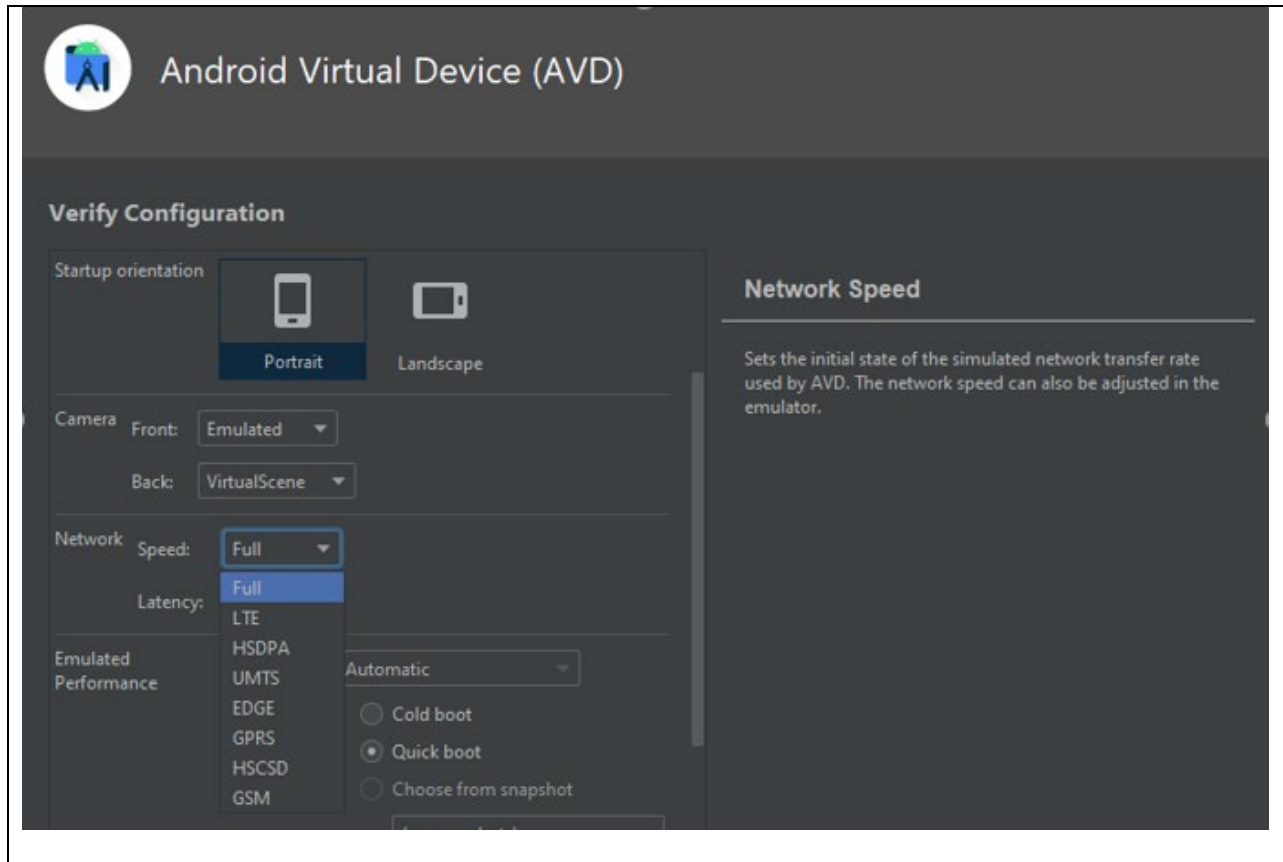 Android Virtual Device (AVD)
Verify Configuration
Startup orientation
Portrait
Landscape
Camera
Front:
Emulated
Back:
VirtualScene
Network
Speed:
Full
Full
LTE
HSDPA
UMTS
EDGE
GPRS
HSCSD
GSM
Latency:
Emulated
Performance
Automatic
Cold boot
Quick boot
Choose from snapshot
Network Speed
Sets the initial state of the simulated network transfer rate
used by AVD. The network speed can also be adjusted in the
emulator.